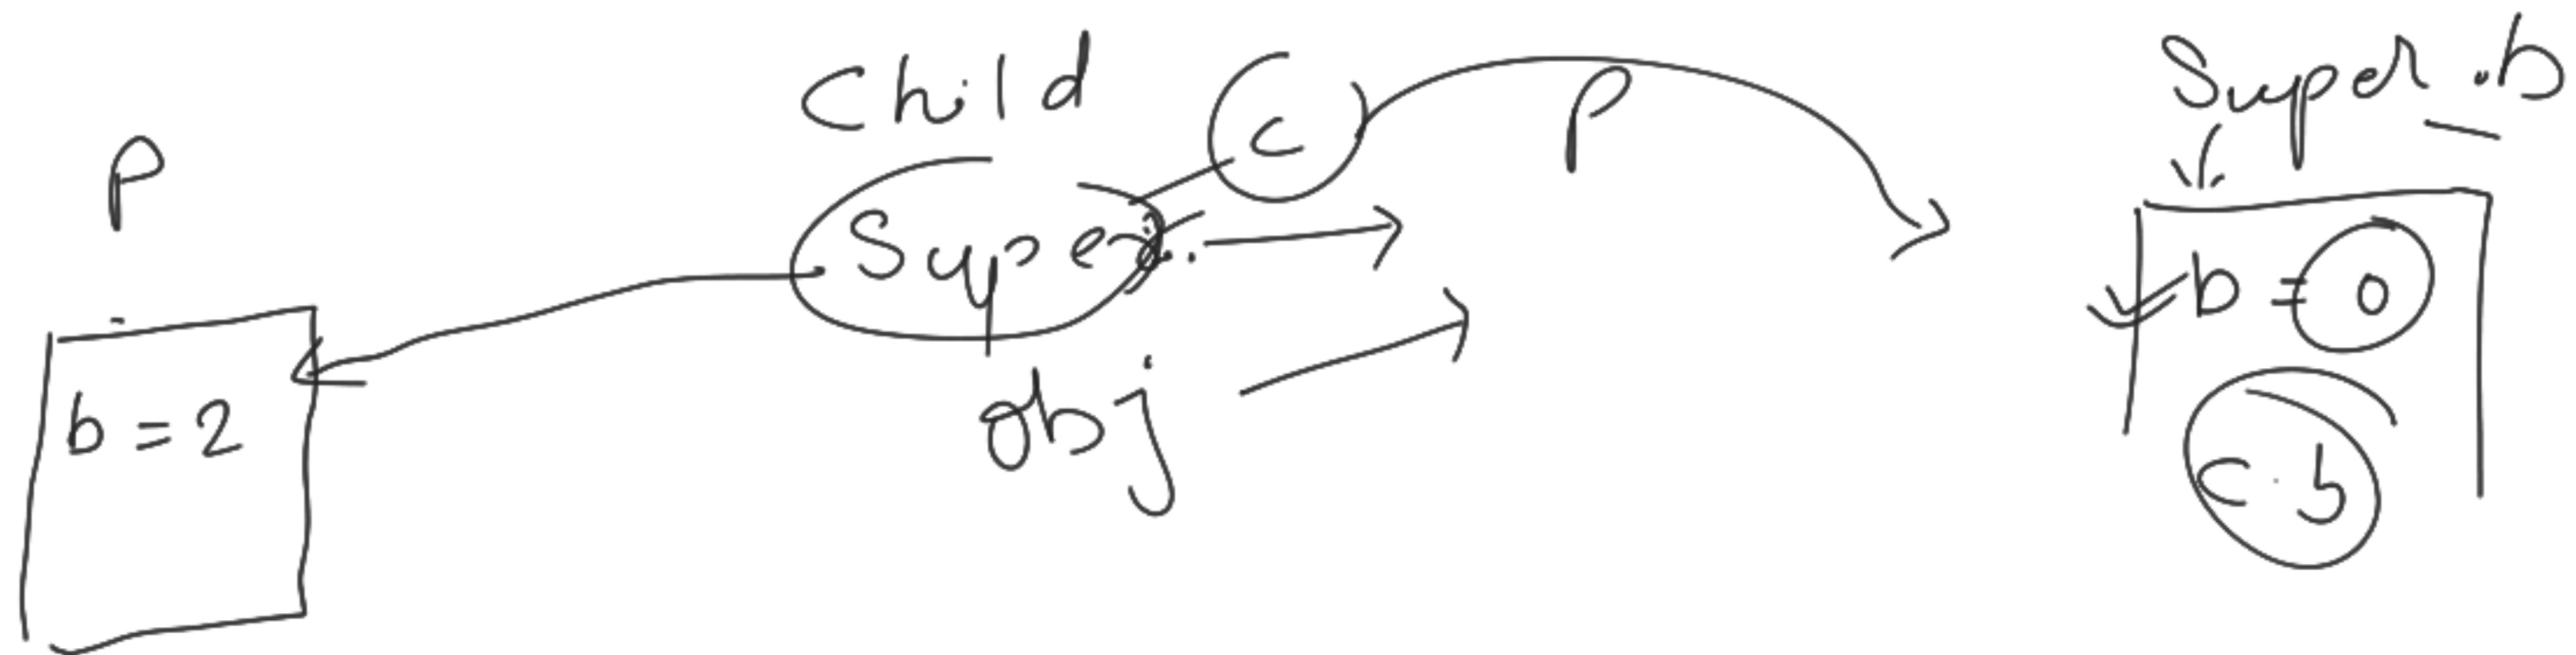 P
b = 2
Child
C
P
Super.
obj
Super.b
b = 0
c.b